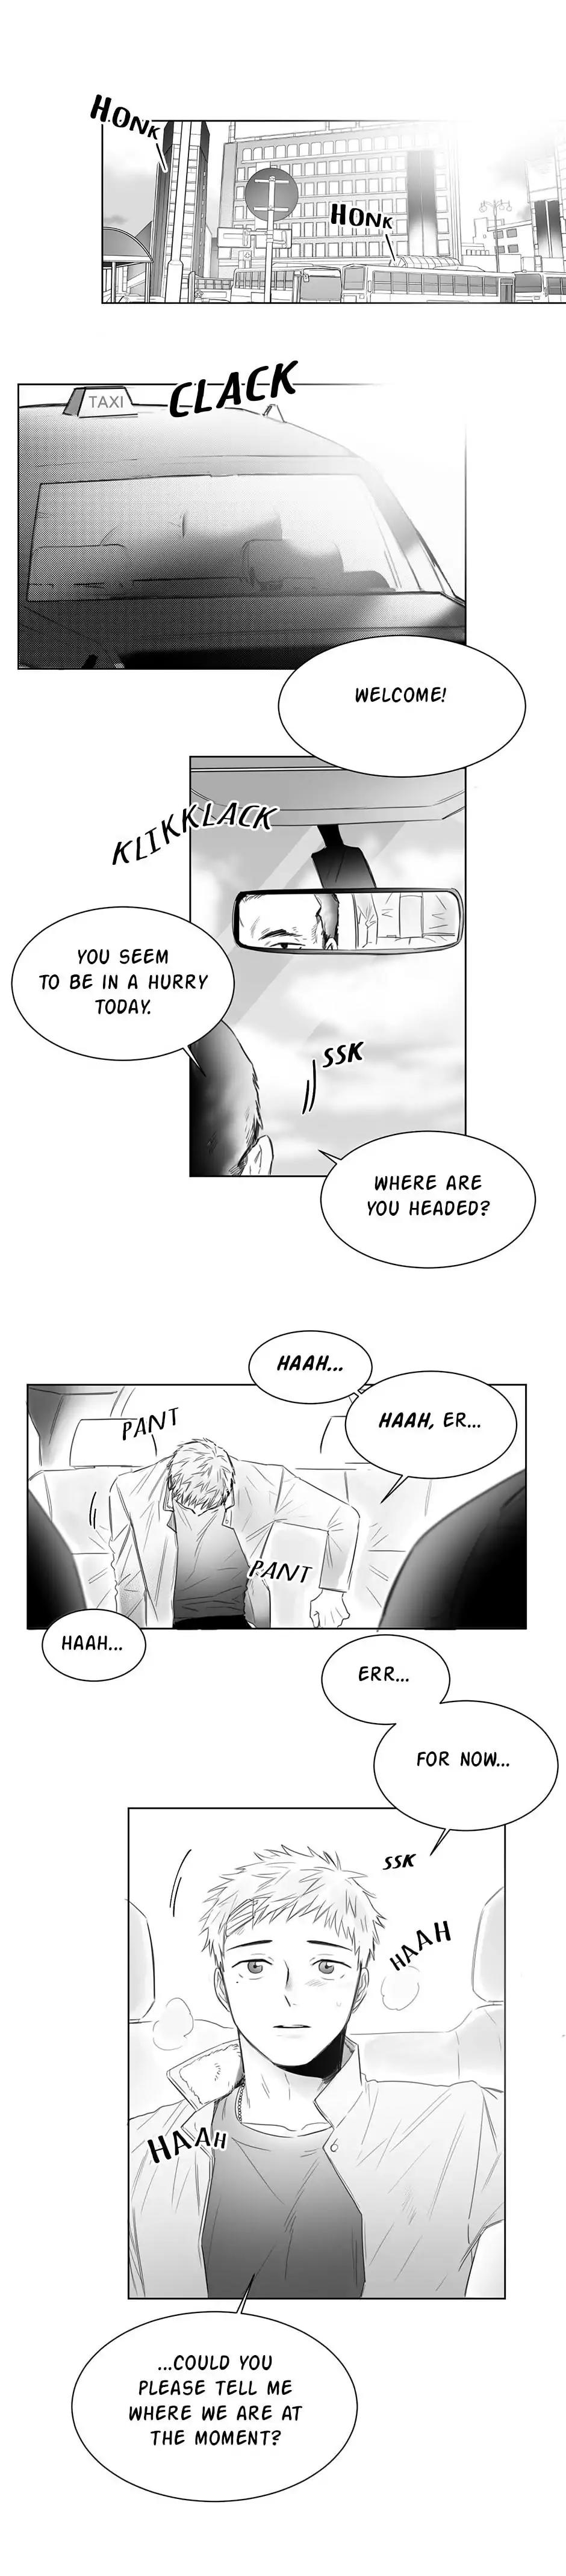 HONK
HONK
TAXI
CLACK
WELCOME!
KLIKKLACK
YOU SEEM
TO BE IN A HURRY
TODAY.
SSK
WHERE ARE
YOU HEADED?
HAAH...
HAAH, ER...
PANT
PANT
HAAH...
ERR...
FOR NOW...
SSK
HAAH
HAAH
...COULD YOU
PLEASE TELL ME
WHERE WE ARE AT
THE MOMENT?